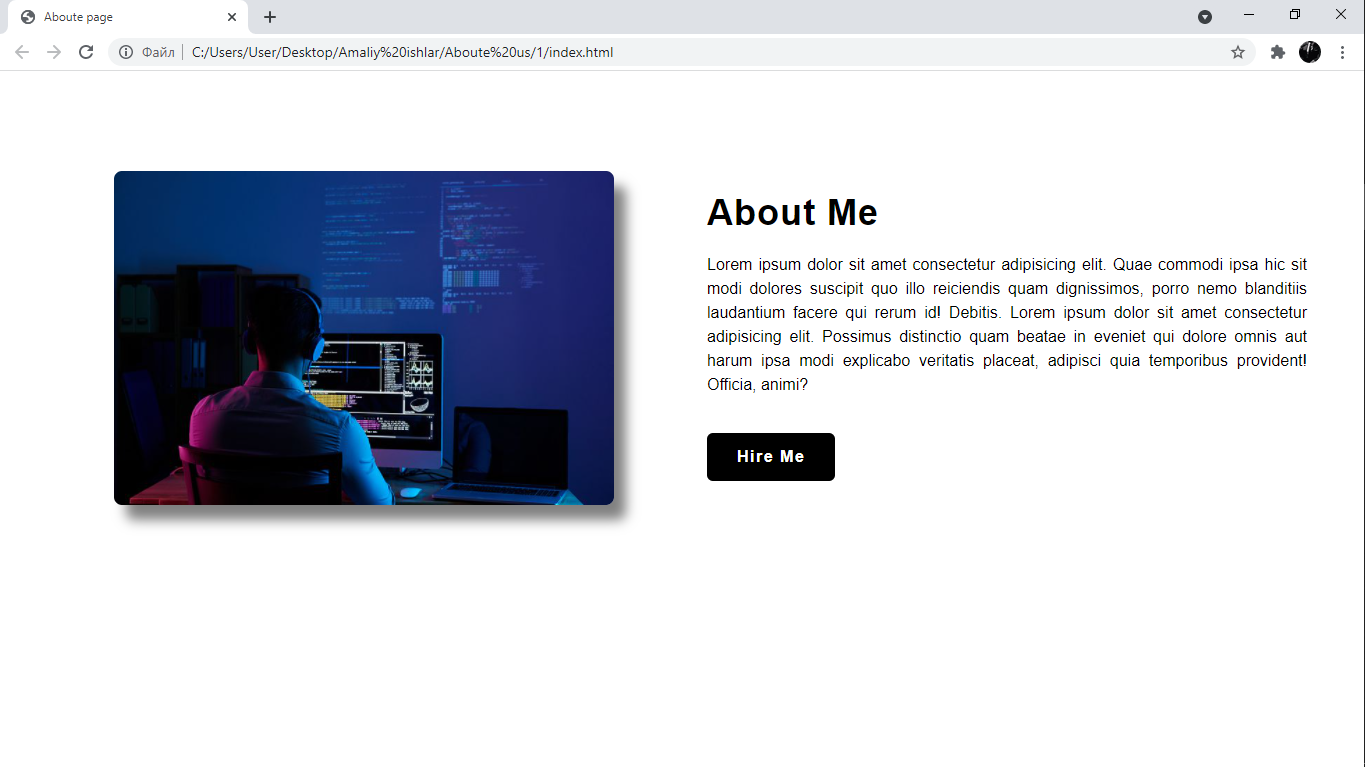 Aboute page
Файл
C:/Users/User/Desktop/Amaliy%20ishlar/Aboute%20us/1/index.html
About Me
Lorem ipsum dolor sit amet consectetur adipisicing elit. Quae commodi ipsa hic sit
modi dolores suscipit quo illo reiciendis quam dignissimos, porro nemo blanditiis
laudantium facere qui rerum id! Debitis. Lorem ipsum dolor sit amet consectetur
adipisicing elit. Possimus distinctio quam beatae in eveniet qui dolore omnis aut
harum ipsa modi explicabo veritatis placeat, adipisci quia temporibus provident!
Officia, animi?
Hire Me